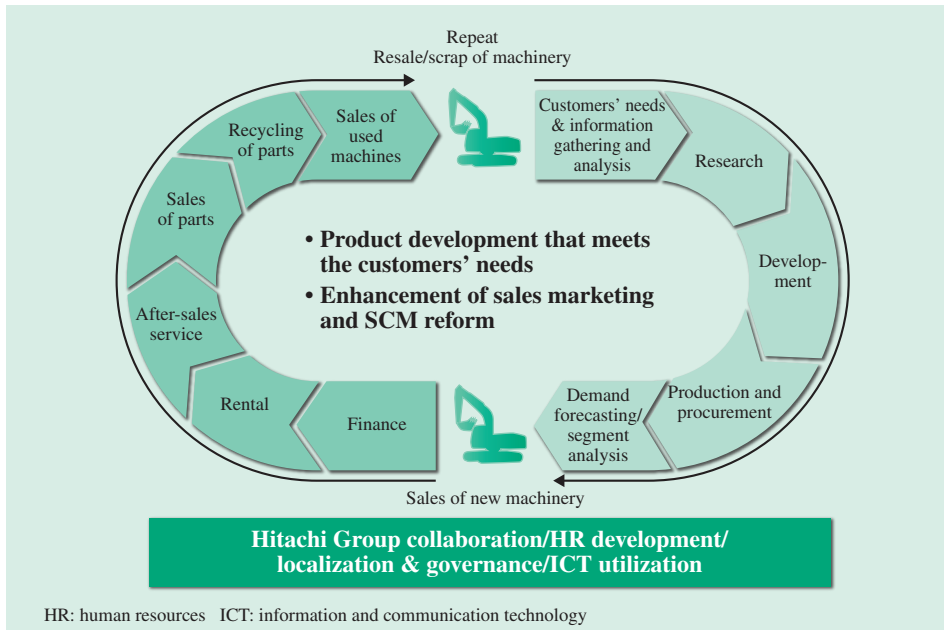 Repeat
Resale/scrap of machinery
Customers’ needs
& information
gathering and
analysis
Research
Develop-
ment
Production and
procurement
Demand
forecasting/
segment
analysis
Sales of new machinery
Finance
Rental
After-sales
service
Sales
of parts
Recycling
of parts
Sales of
used
machines
• Product development that meets
the customers’ needs
• Enhancement of sales marketing
and SCM reform
Hitachi Group collaboration/HR development/
localization & governance/ICT utilization
HR: human resources ICT: information and communication technology